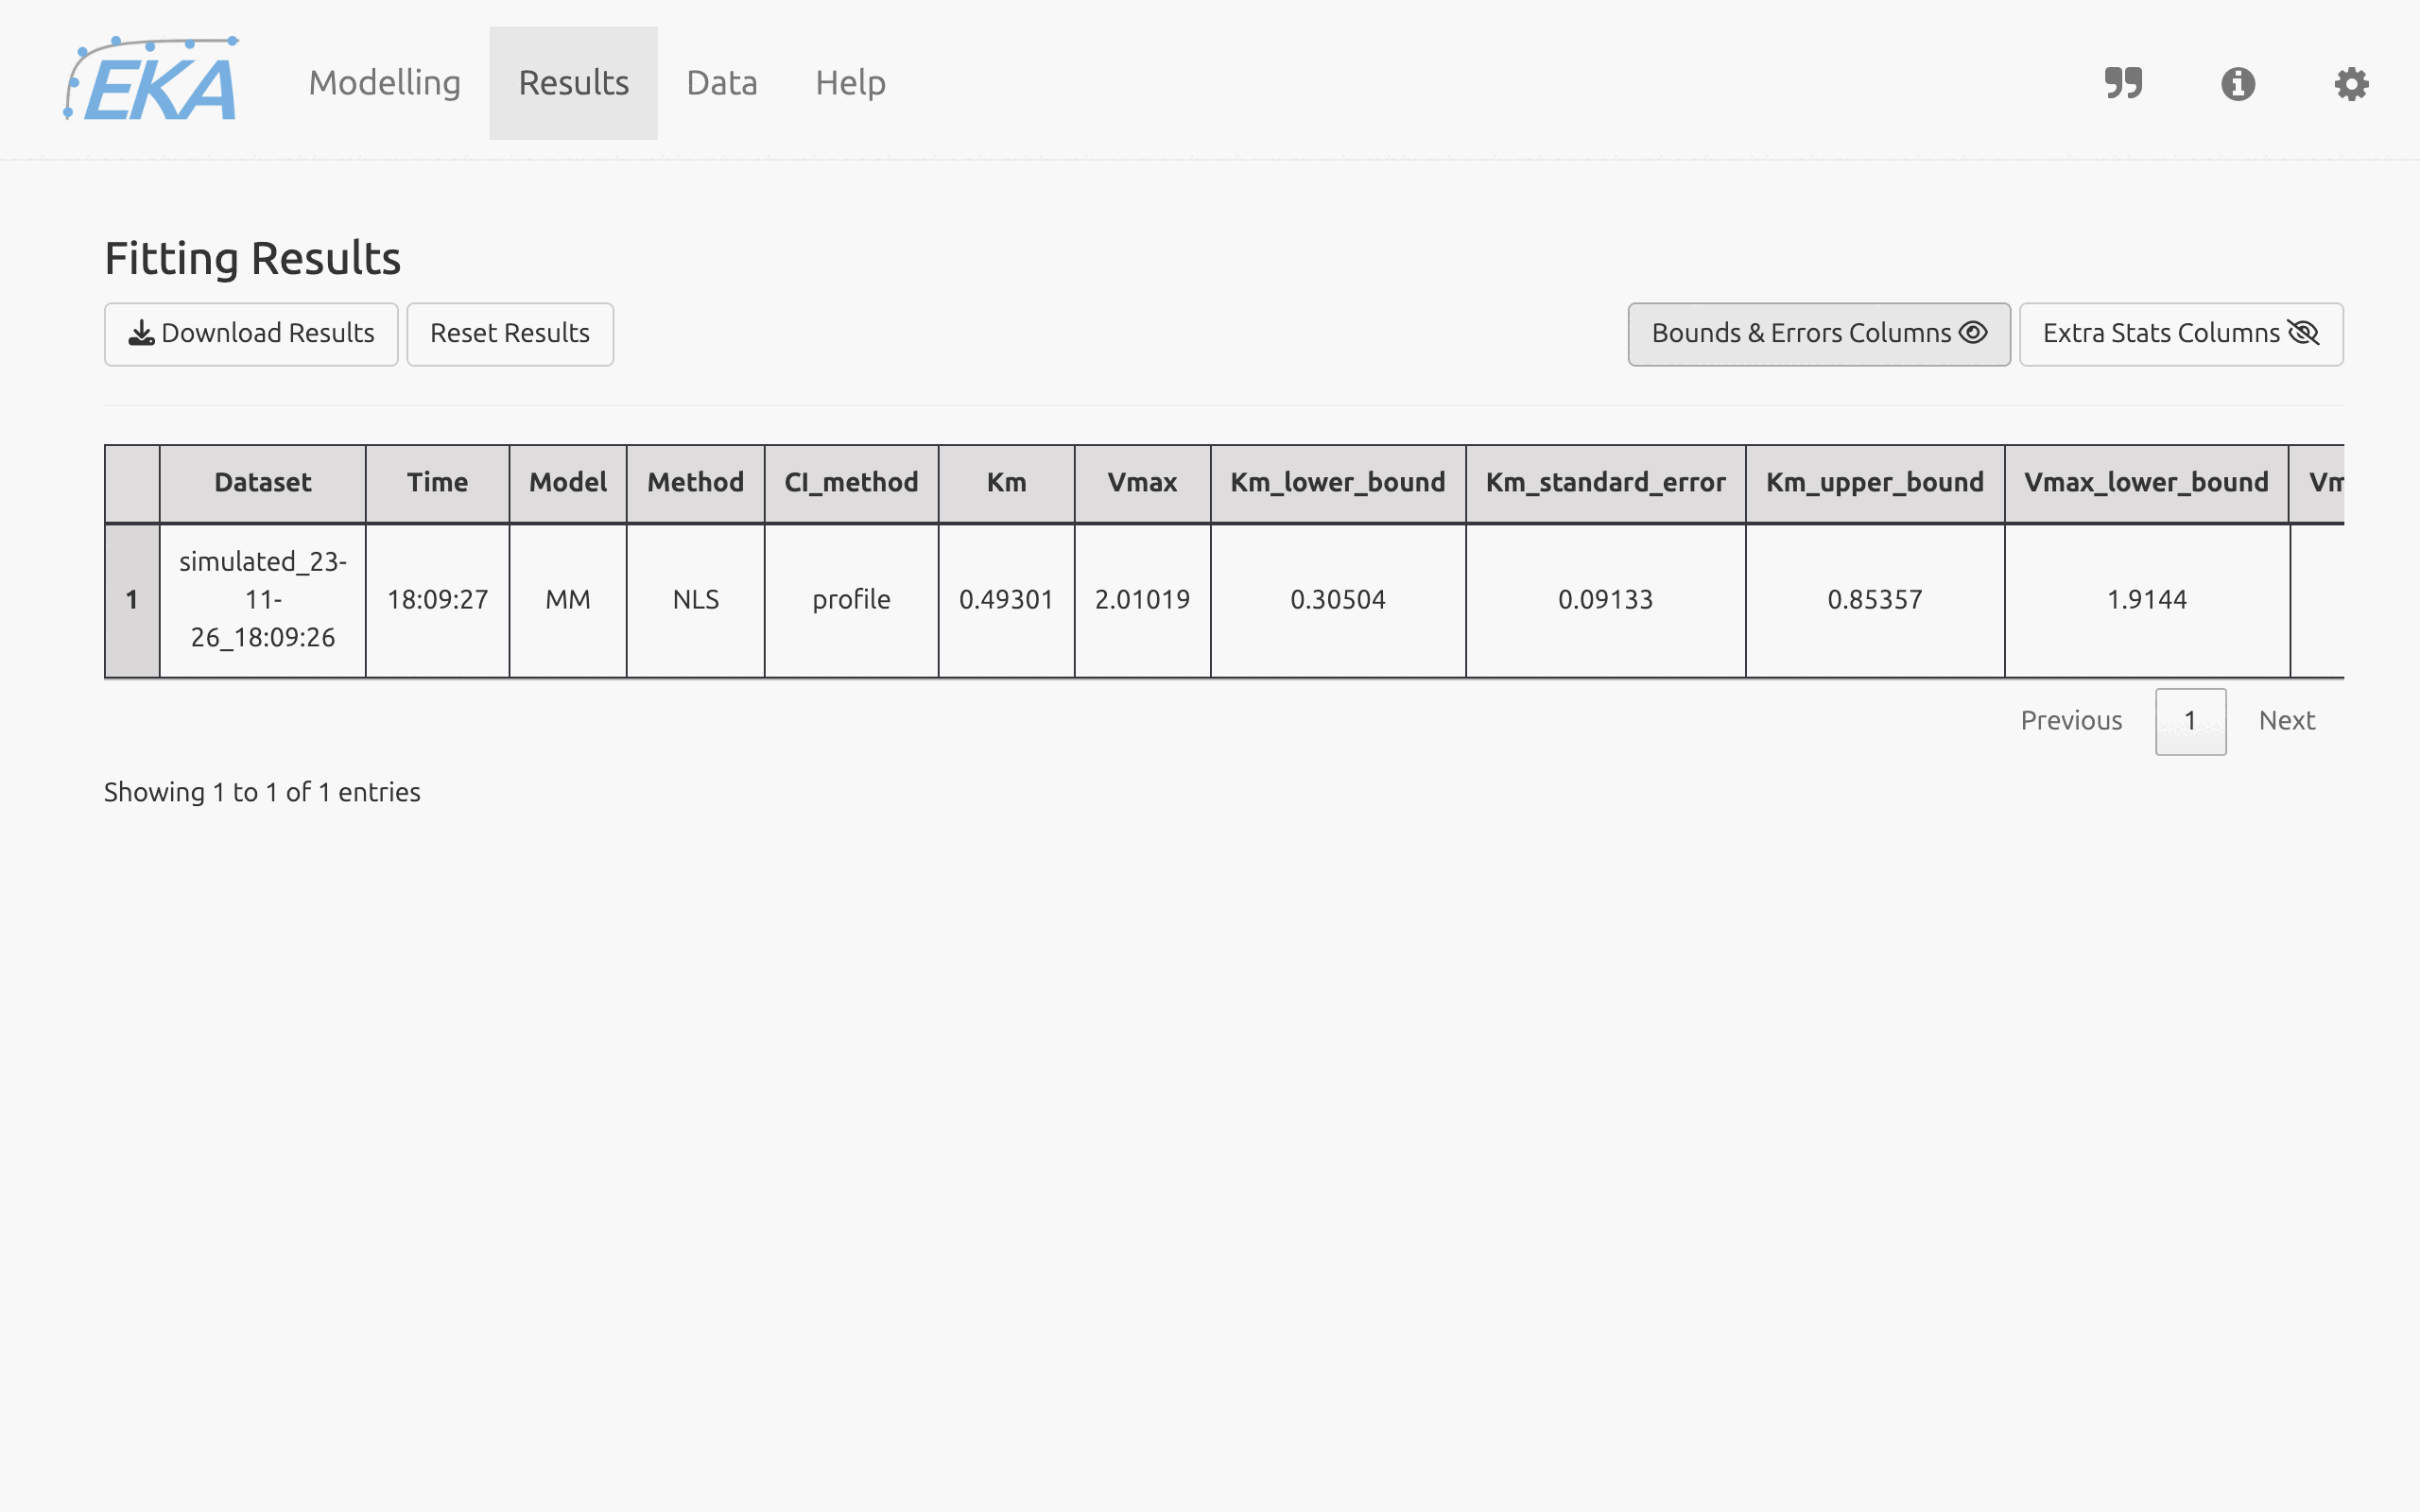 EKA
Modelling Results Data Help
Fitting Results
Download Results Reset Results Bounds & Errors Columns Extra Stats Columns
Dataset Time Model Method CI_method Km Vmax Km_lower_bound Km_standard_error Km_upper_bound Vmax_lower_bound Vm
1 simulated_23-
11-
26_18:09:26 18:09:27 MM NLS profile 0.49301 2.01019 0.30504 0.09133 0.85357 1.9144
Previous 1 Next
Showing 1 to 1 of 1 entries